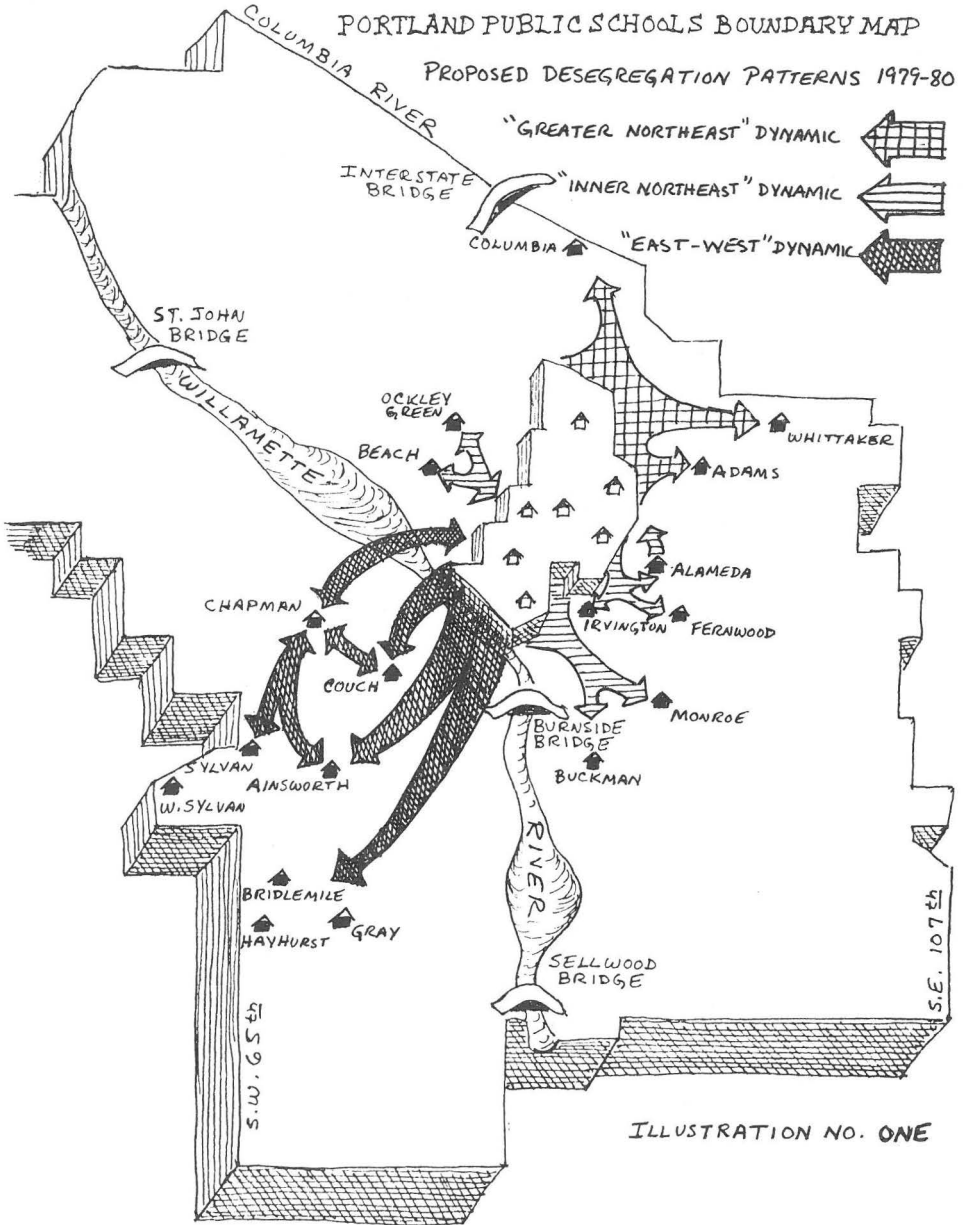 PORTLAND PUBLIC SCHOOLS BOUNDARY MAP
PROPOSED DESEGREGATION PATTERNS 1979-80
"GREATER NORTHEAST" DYNAMIC
"INNER NORTHEAST" DYNAMIC
"EAST-WEST" DYNAMIC
COLUMBIA RIVER
INTERSTATE
BRIDGE
COLUMBIA
ST. JOHN
BRIDGE
WILLAMETTE
OCKLEY
GREEN
BEACH
WHITTAKER
ADAMS
ALAMEDA
IRVINGTON
FERNWOOD
CHAPMAN
COUCH
MONROE
BURNSIDE
BRIDGE
BUCKMAN
SYLVAN
AINSWORTH
W. SYLVAN
RIVER
BRIDLEMILE
HAYHURST
GRAY
SELLWOOD
BRIDGE
S.W. 65th
S.E. 107th
ILLUSTRATION NO. ONE